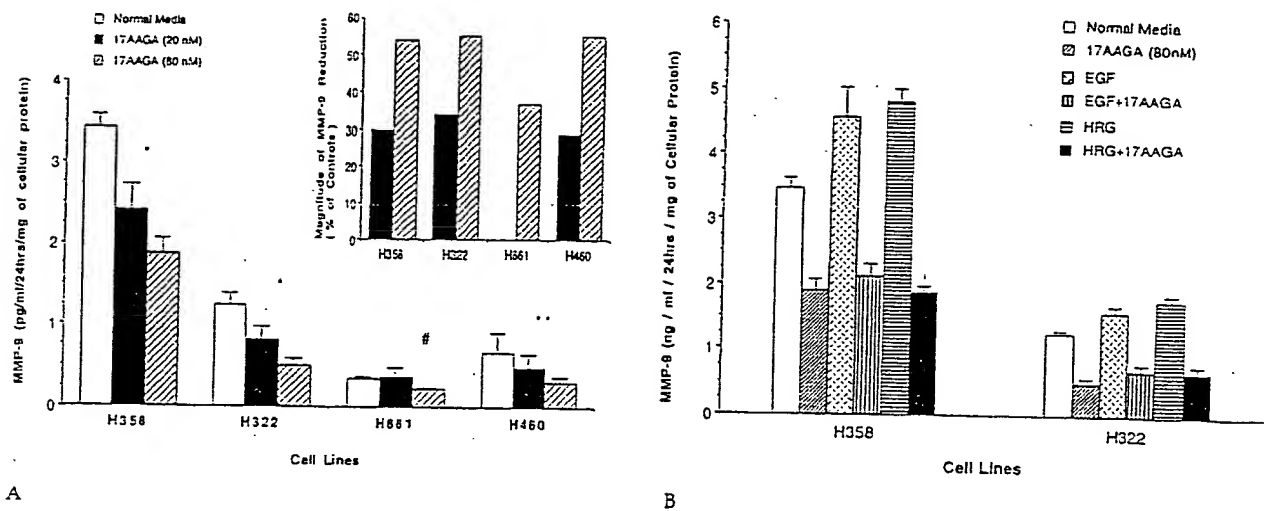 Normal Media
17AAGA (20 nM)
17AAGA (80 nM)
MMP-9 (pg/ml/24hrs/mg of cellular protein)
4
3
2
1
0
*
*
#
**
H358
H322
H661
H460
Cell Lines
Magnitude of MMP-9 Reduction
( % of Controls )
60
50
40
30
20
10
0
H358
H322
H661
H460
A
Normal Media
17AAGA (80nM)
EGF
EGF+17AAGA
HRG
HRG+17AAGA
MMP-9 (ng / ml / 24hrs / mg of Cellular Protein)
6
5
4
3
2
1
0
H358
H322
Cell Lines
B